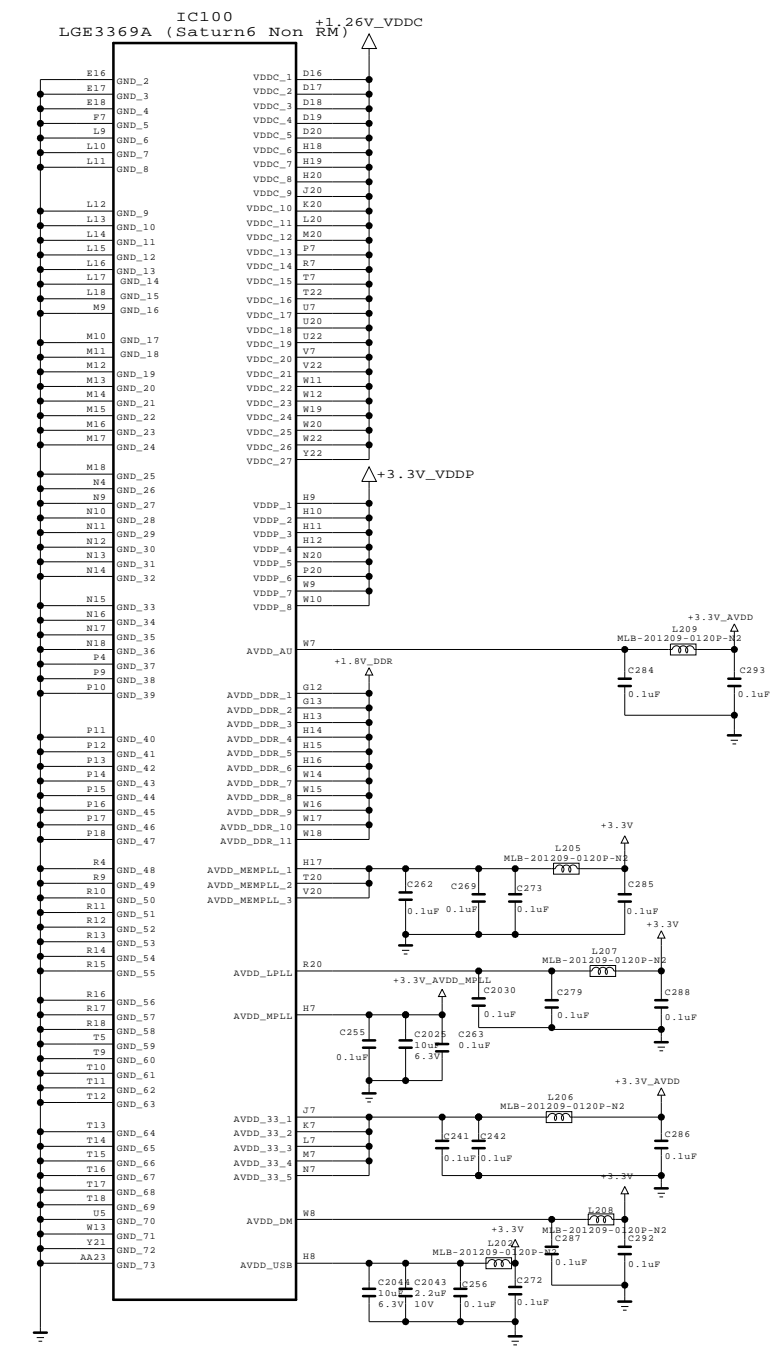 IC100
LGE3369A (Saturn6 Non RM)
+1.26V_VDDC
E16 GND_2
E17 GND_3
E18 GND_4
F7 GND_5
L9 GND_6
L10 GND_7
L11 GND_8
L12 GND_9
L13 GND_10
L14 GND_11
L15 GND_12
L16 GND_13
L17 GND_14
L18 GND_15
M9 GND_16
M10 GND_17
M11 GND_18
M12 GND_19
M13 GND_20
M14 GND_21
M15 GND_22
M16 GND_23
M17 GND_24
M18 GND_25
N4 GND_26
N9 GND_27
N10 GND_28
N11 GND_29
N12 GND_30
N13 GND_31
N14 GND_32
N15 GND_33
N16 GND_34
N17 GND_35
N18 GND_36
P4 GND_37
P9 GND_38
P10 GND_39
P11 GND_40
P12 GND_41
P13 GND_42
P14 GND_43
P15 GND_44
P16 GND_45
P17 GND_46
P18 GND_47
R4 GND_48
R9 GND_49
R10 GND_50
R11 GND_51
R12 GND_52
R13 GND_53
R14 GND_54
R15 GND_55
R16 GND_56
R17 GND_57
R18 GND_58
T5 GND_59
T9 GND_60
T10 GND_61
T11 GND_62
T12 GND_63
T13 GND_64
T14 GND_65
T15 GND_66
T16 GND_67
T17 GND_68
T18 GND_69
U5 GND_70
W13 GND_71
Y21 GND_72
AA23 GND_73
VDDC_1 D16
VDDC_2 D17
VDDC_3 D18
VDDC_4 D19
VDDC_5 D20
VDDC_6 H18
VDDC_7 H19
VDDC_8 H20
VDDC_9 J20
VDDC_10 K20
VDDC_11 L20
VDDC_12 M20
VDDC_13 P7
VDDC_14 R7
VDDC_15 T7
VDDC_16 T22
VDDC_17 U7
VDDC_18 U20
VDDC_19 U22
VDDC_20 V7
VDDC_21 V22
VDDC_22 W11
VDDC_23 W12
VDDC_24 W19
VDDC_25 W20
VDDC_26 W22
VDDC_27 Y22
+3.3V_VDDP
VDDP_1 H9
VDDP_2 H10
VDDP_3 H11
VDDP_4 H12
VDDP_5 N20
VDDP_6 P20
VDDP_7 W9
VDDP_8 W10
+3.3V_AVDD
L209
MLB-201209-0120P-N2
AVDD_AU W7
C284
0.1uF
C293
0.1uF
+1.8V_DDR
AVDD_DDR_1 G12
AVDD_DDR_2 G13
AVDD_DDR_3 H13
AVDD_DDR_4 H14
AVDD_DDR_5 H15
AVDD_DDR_6 H16
AVDD_DDR_7 W14
AVDD_DDR_8 W15
AVDD_DDR_9 W16
AVDD_DDR_10 W17
AVDD_DDR_11 W18
+3.3V
L205
MLB-201209-0120P-N2
AVDD_MEMPLL_1 H17
AVDD_MEMPLL_2 T20
AVDD_MEMPLL_3 V20
C262
0.1uF
C269
0.1uF
C273
0.1uF
C285
0.1uF
+3.3V
L207
MLB-201209-0120P-N2
AVDD_LPLL R20
C2030
0.1uF
C279
0.1uF
C288
0.1uF
+3.3V_AVDD_MPLL
AVDD_MPLL H7
C255
0.1uF
C2025
10uF
6.3V
C263
0.1uF
+3.3V_AVDD
L206
MLB-201209-0120P-N2
AVDD_33_1 J7
AVDD_33_2 K7
AVDD_33_3 L7
AVDD_33_4 M7
AVDD_33_5 N7
C241
0.1uF
C242
0.1uF
C286
0.1uF
+3.3V
L208
MLB-201209-0120P-N2
AVDD_DM W8
C287
0.1uF
C292
0.1uF
+3.3V
L202
MLB-201209-0120P-N2
AVDD_USB H8
C2044
10uF
6.3V
C2043
2.2uF
10V
C256
0.1uF
C272
0.1uF